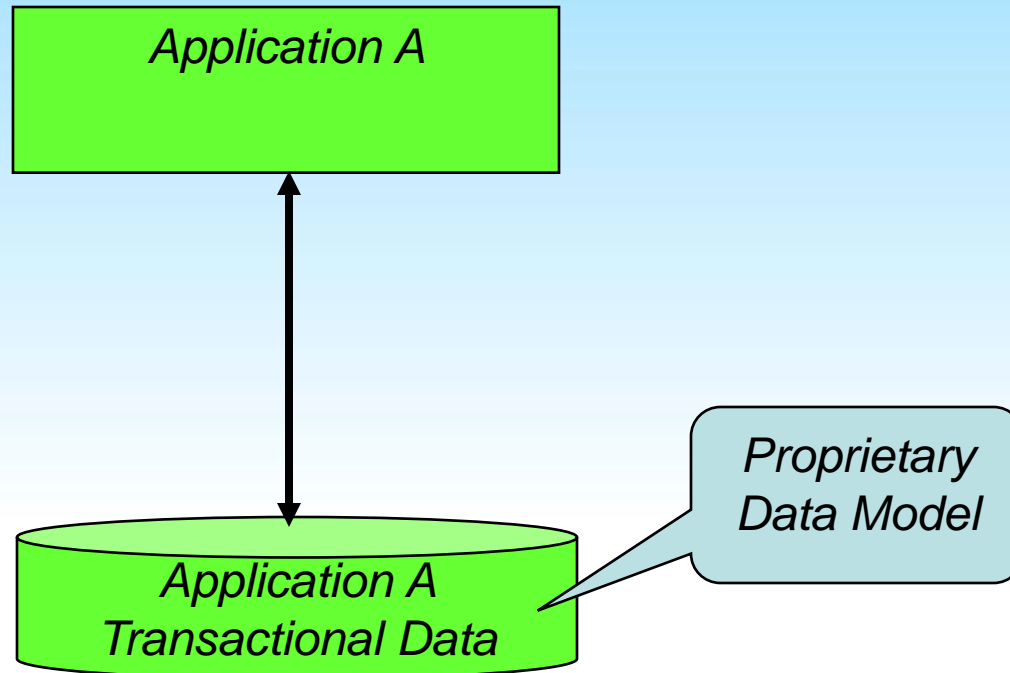 Application A
Proprietary
Data Model
Application A
Transactional Data